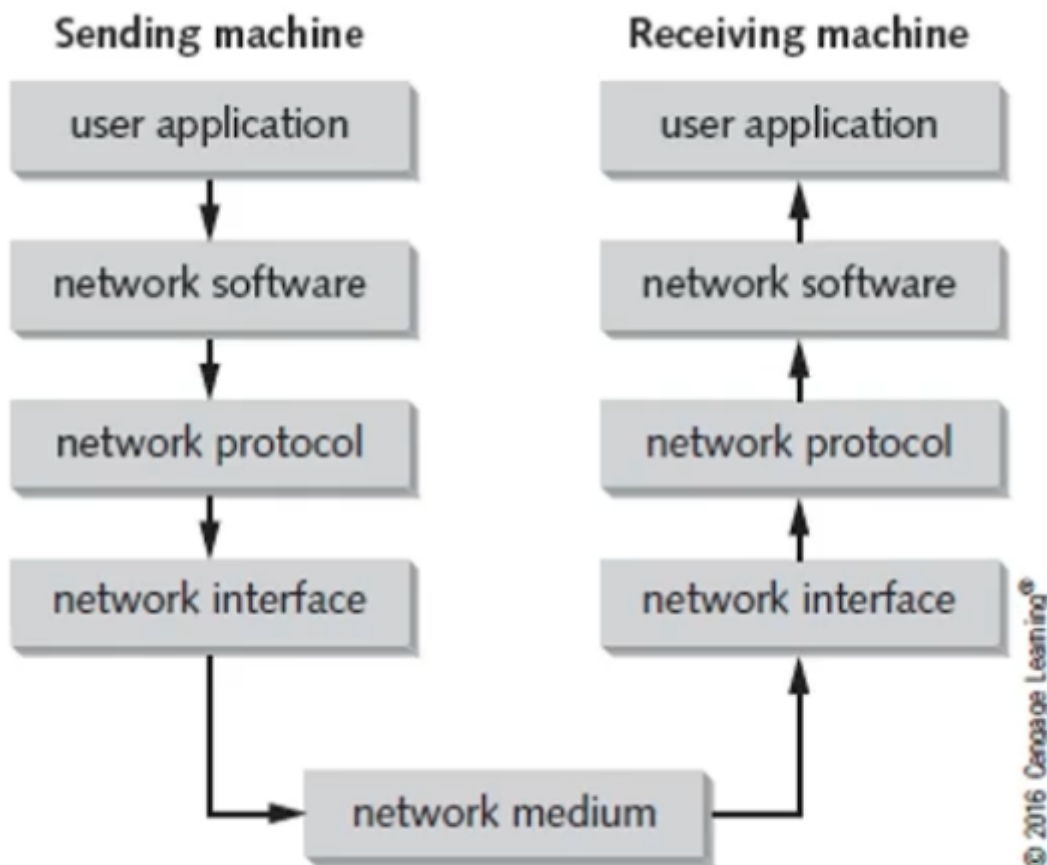 Sending machine
Receiving machine
user application
network software
network protocol
network interface
user application
network software
network protocol
network interface
network medium
© 2016 Cengage Learning®